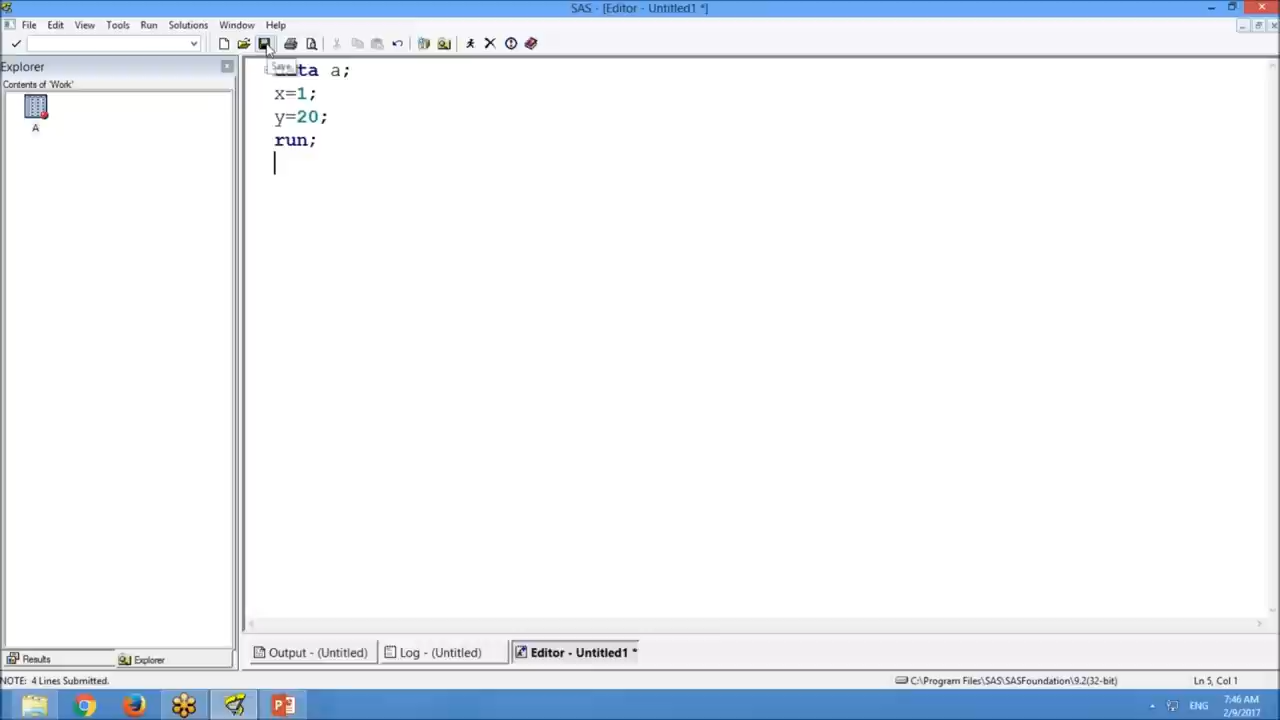 SAS - [Editor - Untitled1 *]
File Edit View Tools Run Solutions Window Help
Explorer
Contents of 'Work'
A
Save
data a;
x=1;
y=20;
run;
Results
Explorer
Output - (Untitled)
Log - (Untitled)
Editor - Untitled1 *
NOTE: 4 Lines Submitted.
C:\Program Files\SAS\SASFoundation\9.2(32-bit)
Ln 5, Col 1
ENG
7:46 AM
2/9/2017